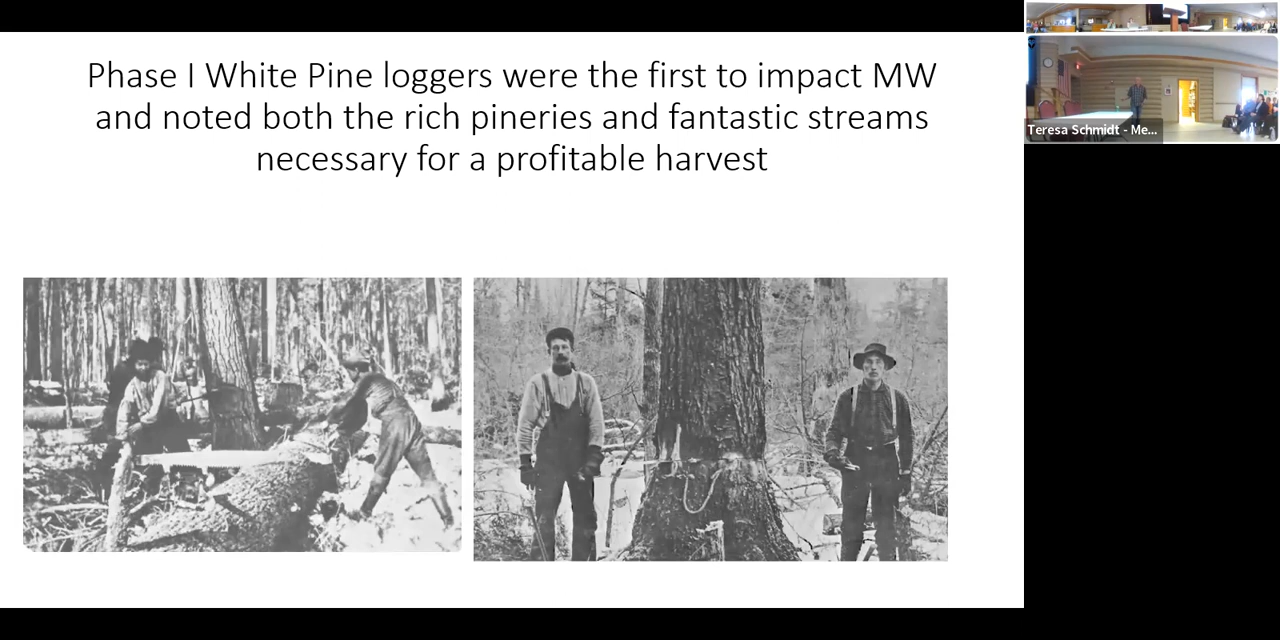 Phase I White Pine loggers were the first to impact MW
and noted both the rich pineries and fantastic streams
necessary for a profitable harvest
Teresa Schmidt - Me...